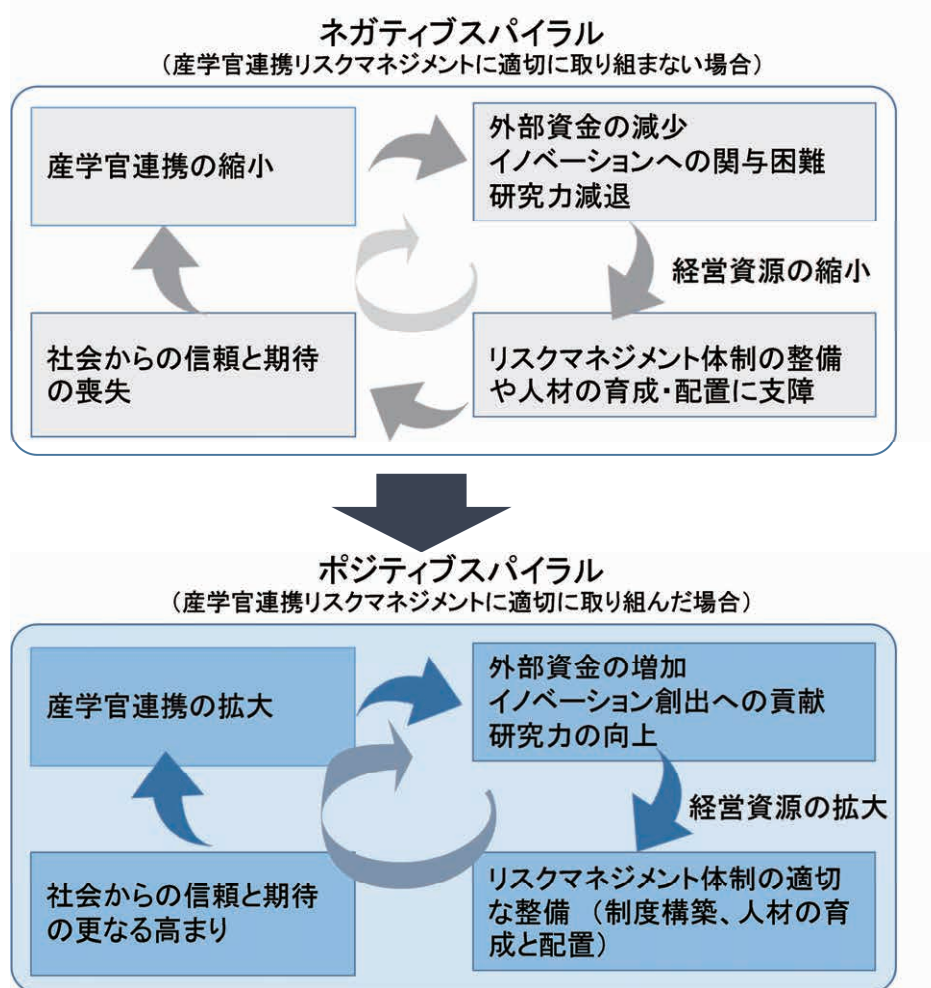 ネガティブスパイラル
（産学官連携リスクマネジメントに適切に取り組まない場合）
産学官連携の縮小
外部資金の減少
イノベーションへの関与困難
研究力減退
経営資源の縮小
社会からの信頼と期待
の喪失
リスクマネジメント体制の整備
や人材の育成・配置に支障
ポジティブスパイラル
（産学官連携リスクマネジメントに適切に取り組んだ場合）
産学官連携の拡大
外部資金の増加
イノベーション創出への貢献
研究力の向上
経営資源の拡大
社会からの信頼と期待
の更なる高まり
リスクマネジメント体制の適切
な整備　（制度構築、人材の育
成と配置）